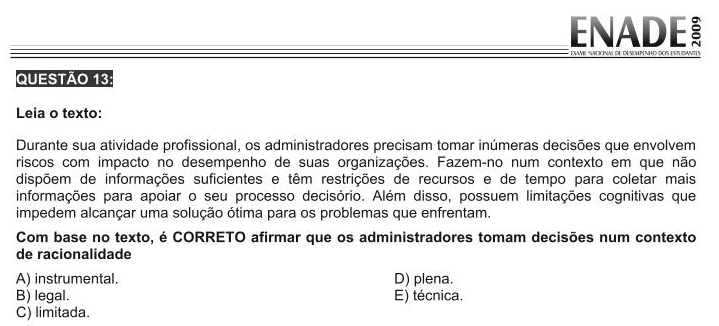 ENADE 2009
EXAME NACIONAL DE DESEMPENHO DOS ESTUDANTES
QUESTÃO 13:
Leia o texto:
Durante sua atividade profissional, os administradores precisam tomar inúmeras decisões que envolvem
riscos com impacto no desempenho de suas organizações. Fazem-no num contexto em que não
dispõem de informações suficientes e têm restrições de recursos e de tempo para coletar mais
informações para apoiar o seu processo decisório. Além disso, possuem limitações cognitivas que
impedem alcançar uma solução ótima para os problemas que enfrentam.
Com base no texto, é CORRETO afirmar que os administradores tomam decisões num contexto
de racionalidade
A) instrumental.
B) legal.
C) limitada.
D) plena.
E) técnica.